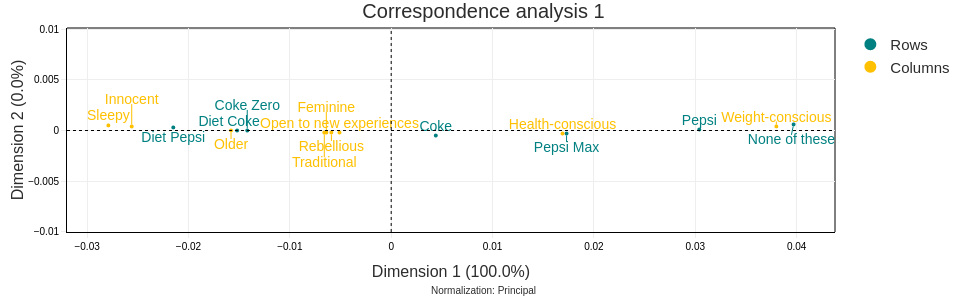 Correspondence analysis 1
0.01
0.005
0
−0.005
−0.01
Dimension 2 (0.0%)
Innocent
Sleepy
Diet Pepsi
Coke Zero
Diet Coke
Older
Feminine
Open to new experiences
Rebellious
Traditional
Coke
Health-conscious
Pepsi Max
Pepsi
Weight-conscious
None of these
−0.03
−0.02
−0.01
0
0.01
0.02
0.03
0.04
Dimension 1 (100.0%)
Normalization: Principal
Rows
Columns